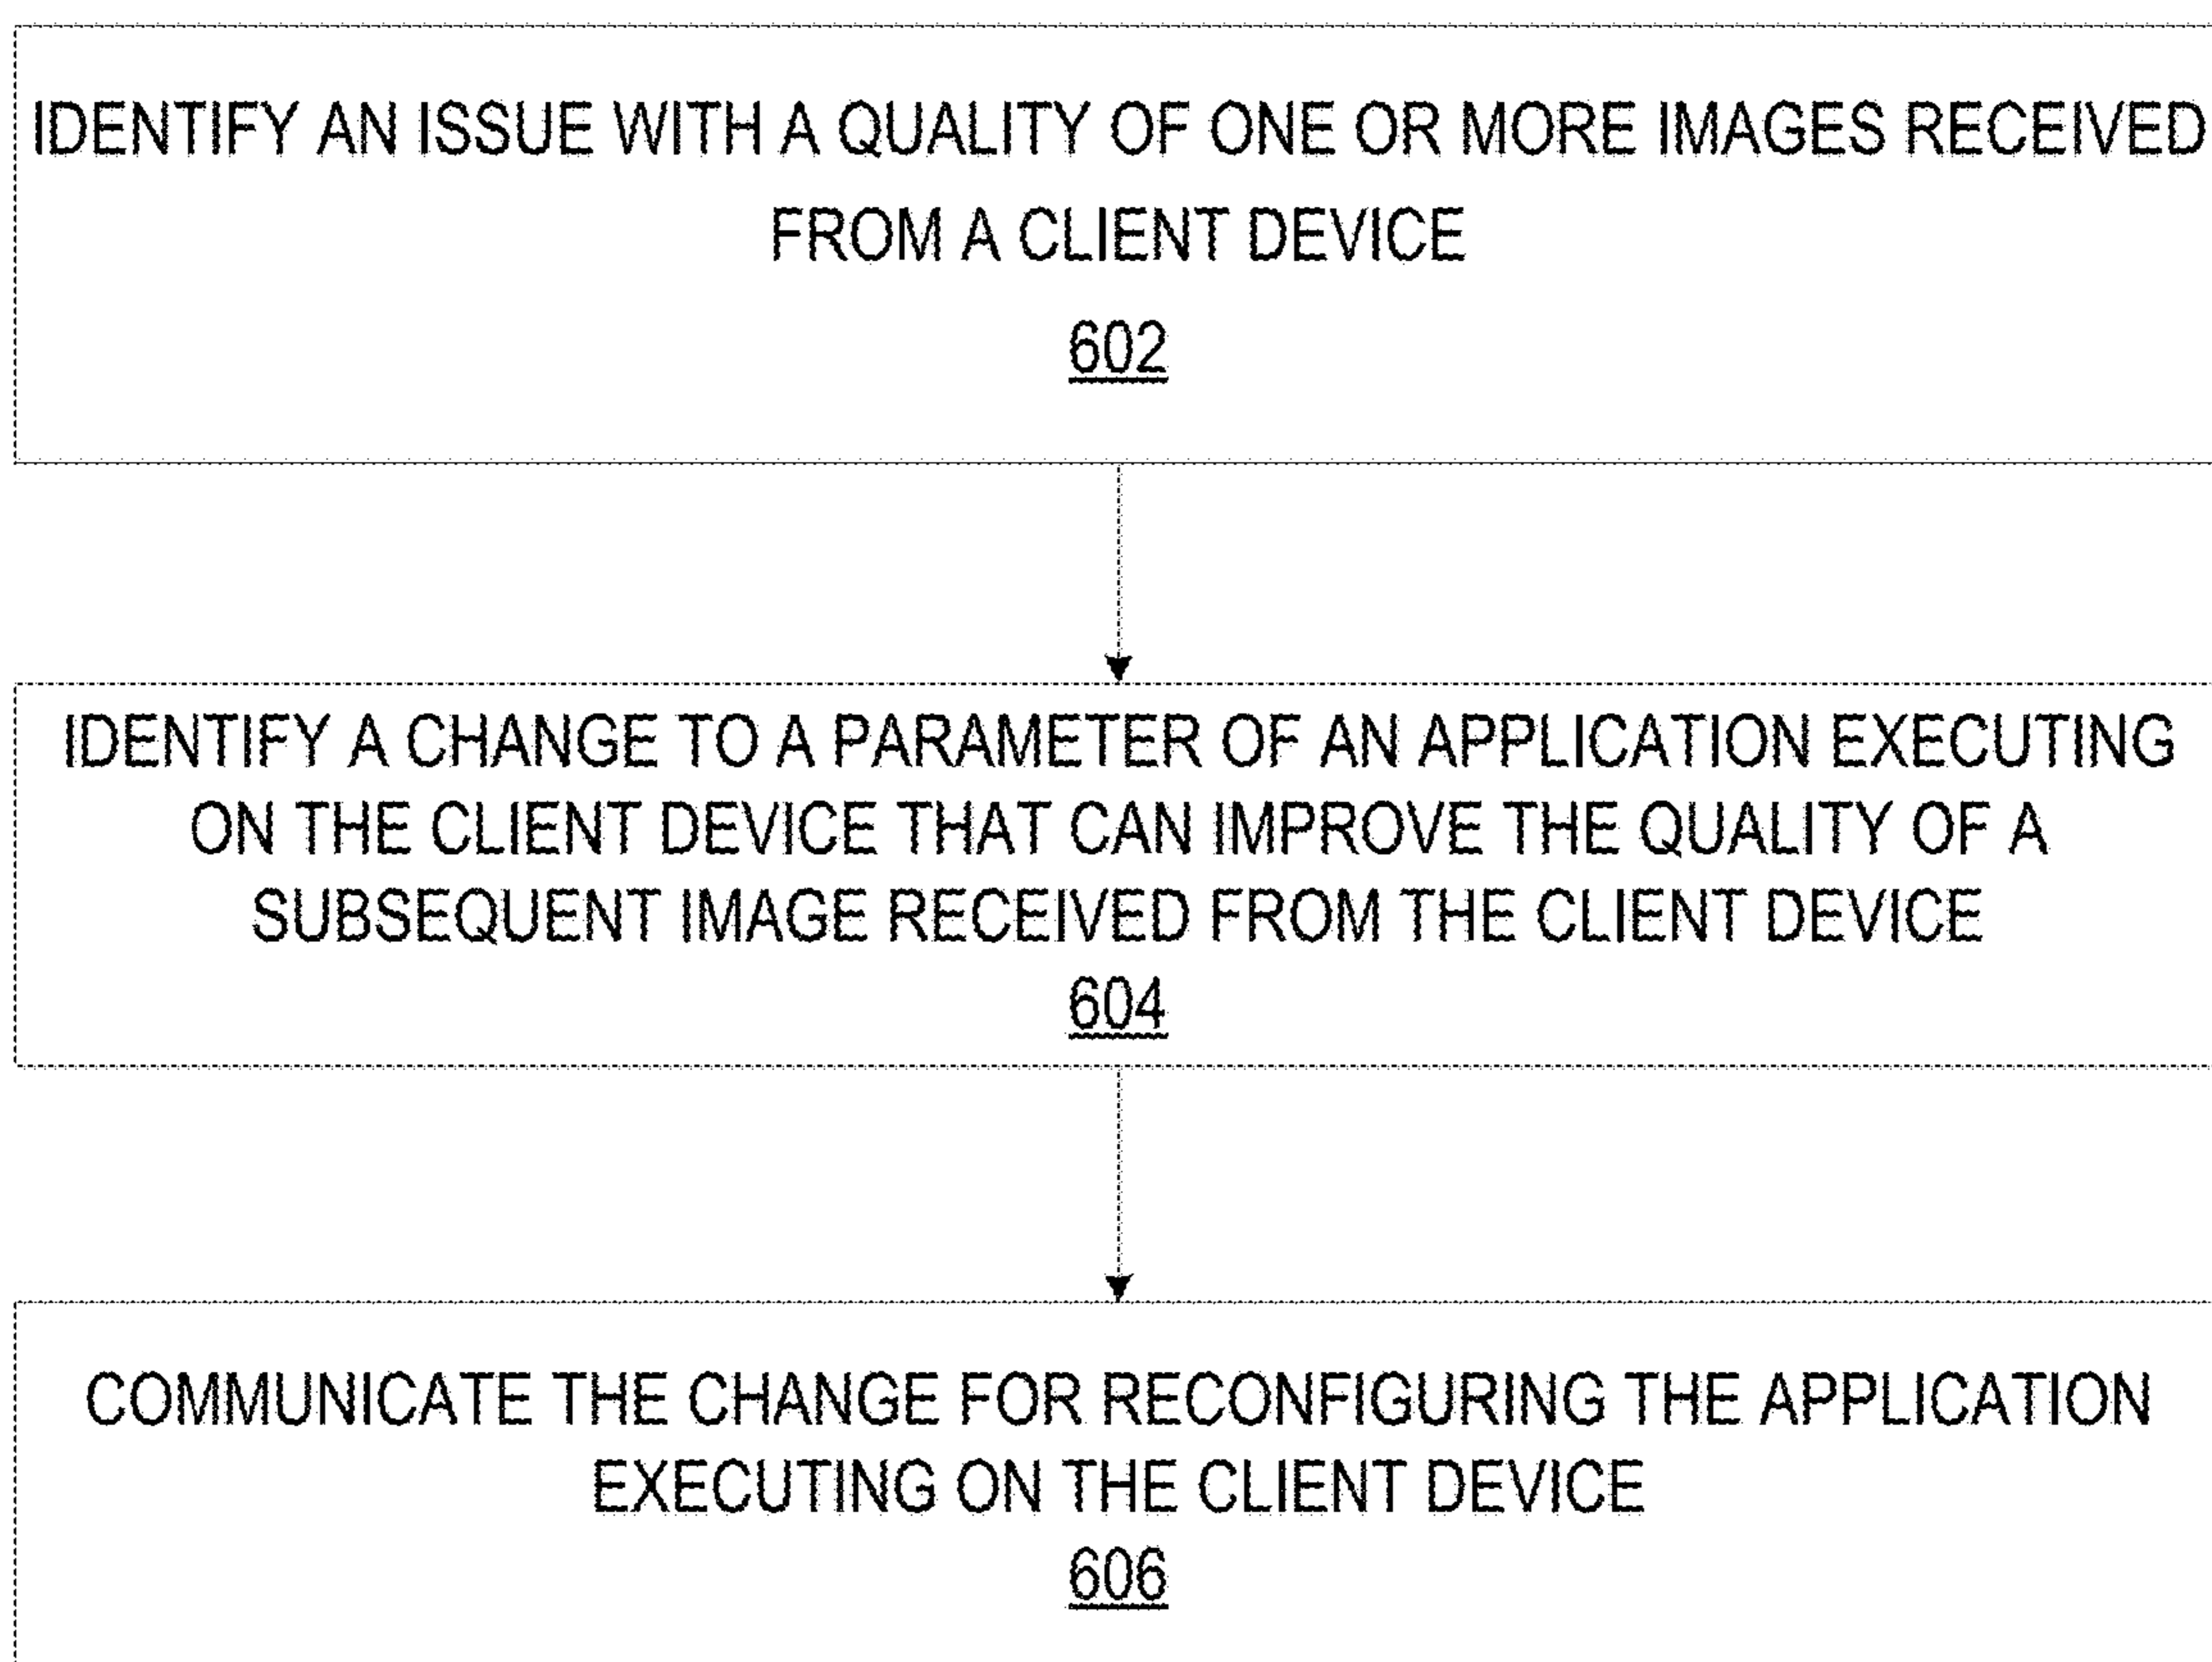 IDENTIFY AN ISSUE WITH A QUALITY OF ONE OR MORE IMAGES RECEIVED
FROM A CLIENT DEVICE
602
IDENTIFY A CHANGE TO A PARAMETER OF AN APPLICATION EXECUTING
ON THE CLIENT DEVICE THAT CAN IMPROVE THE QUALITY OF A
SUBSEQUENT IMAGE RECEIVED FROM THE CLIENT DEVICE
604
COMMUNICATE THE CHANGE FOR RECONFIGURING THE APPLICATION
EXECUTING ON THE CLIENT DEVICE
606